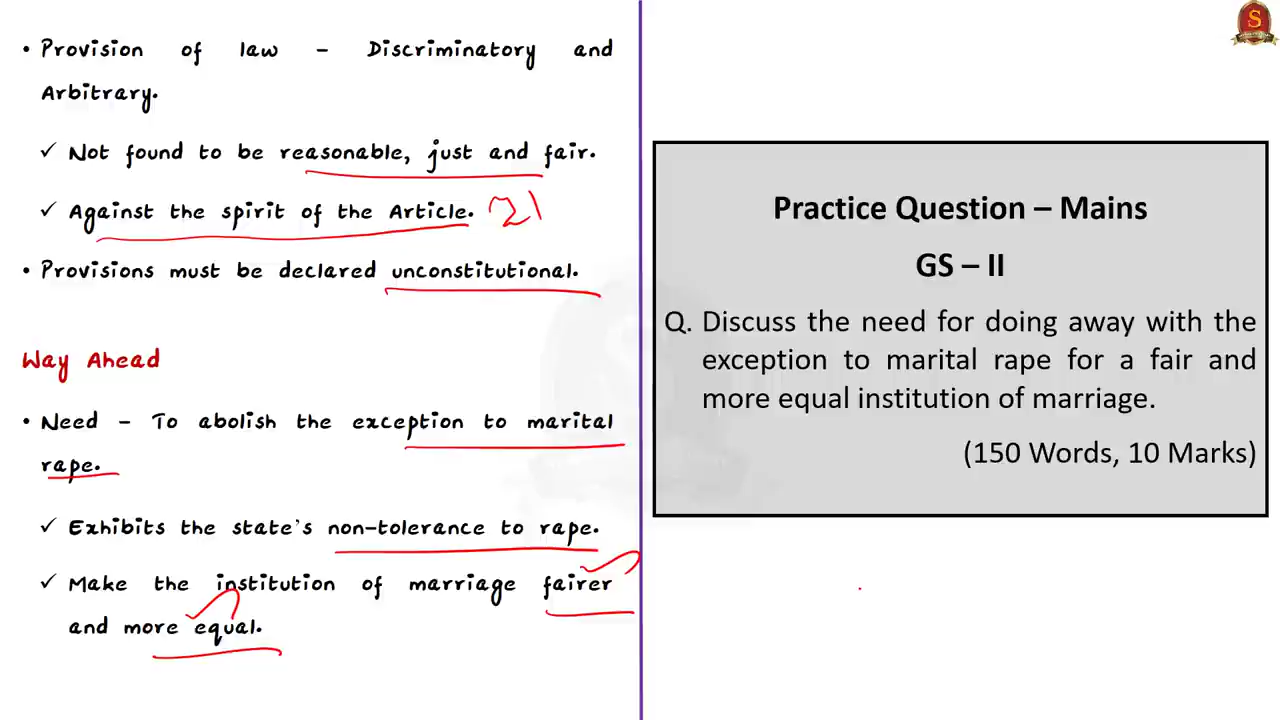 • Provision of law – Discriminatory and
Arbitrary.
✓ Not found to be reasonable, just and fair.
✓ Against the spirit of the Article. 21
• Provisions must be declared unconstitutional.
Way Ahead
• Need – To abolish the exception to marital
rape.
✓ Exhibits the state's non-tolerance to rape.
✓ Make the institution of marriage fairer
and more equal.
S
Practice Question – Mains
GS – II
Q. Discuss the need for doing away with the
exception to marital rape for a fair and
more equal institution of marriage.
(150 Words, 10 Marks)